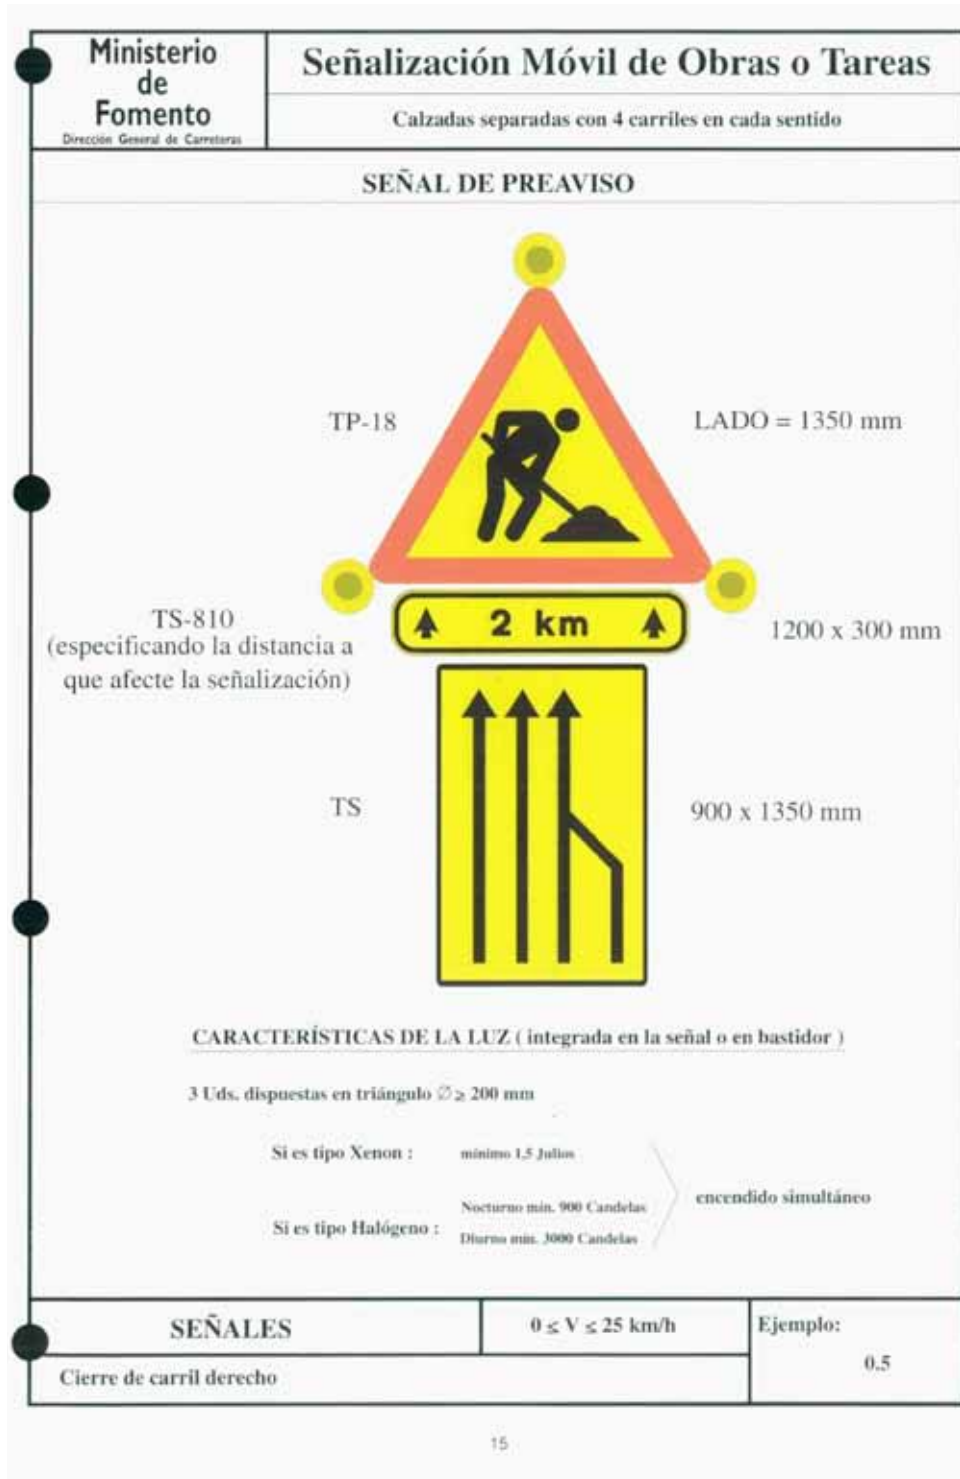 Ministerio
de
Fomento
Dirección General de Carreteras
Señalización Móvil de Obras o Tareas
Calzadas separadas con 4 carriles en cada sentido
SEÑAL DE PREAVISO
TP-18
LADO = 1350 mm
TS-810
(especificando la distancia a
que afecte la señalización)
2 km
1200 x 300 mm
TS
900 x 1350 mm
CARACTERÍSTICAS DE LA LUZ ( integrada en la señal o en bastidor )
3 Uds. dispuestas en triángulo ∅ ≥ 200 mm
Si es tipo Xenon :
mínimo 1,5 Julios
Si es tipo Halógeno :
Nocturno mín. 900 Candelas
Diurno mín. 3000 Candelas
encendido simultáneo
SEÑALES
0 ≤ V ≤ 25 km/h
Ejemplo:
0.5
Cierre de carril derecho
15